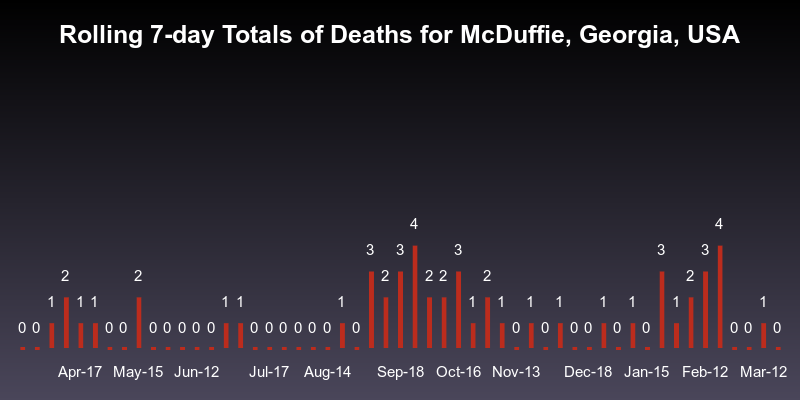 Rolling 7-day Totals of Deaths for McDuffie, Georgia, USA
4 4
3 3 3 3 3
2 2 2 2 2 2 2
1 1 1 1 1 1 1 1 1 1 1 1 1 1
0 0 0 0 0 0 0 0 0 0 0 0 0 0 0 0 0 0 0 0 0 0 0 0 0
Apr-17 May-15 Jun-12 Jul-17 Aug-14 Sep-18 Oct-16 Nov-13 Dec-18 Jan-15 Feb-12 Mar-12